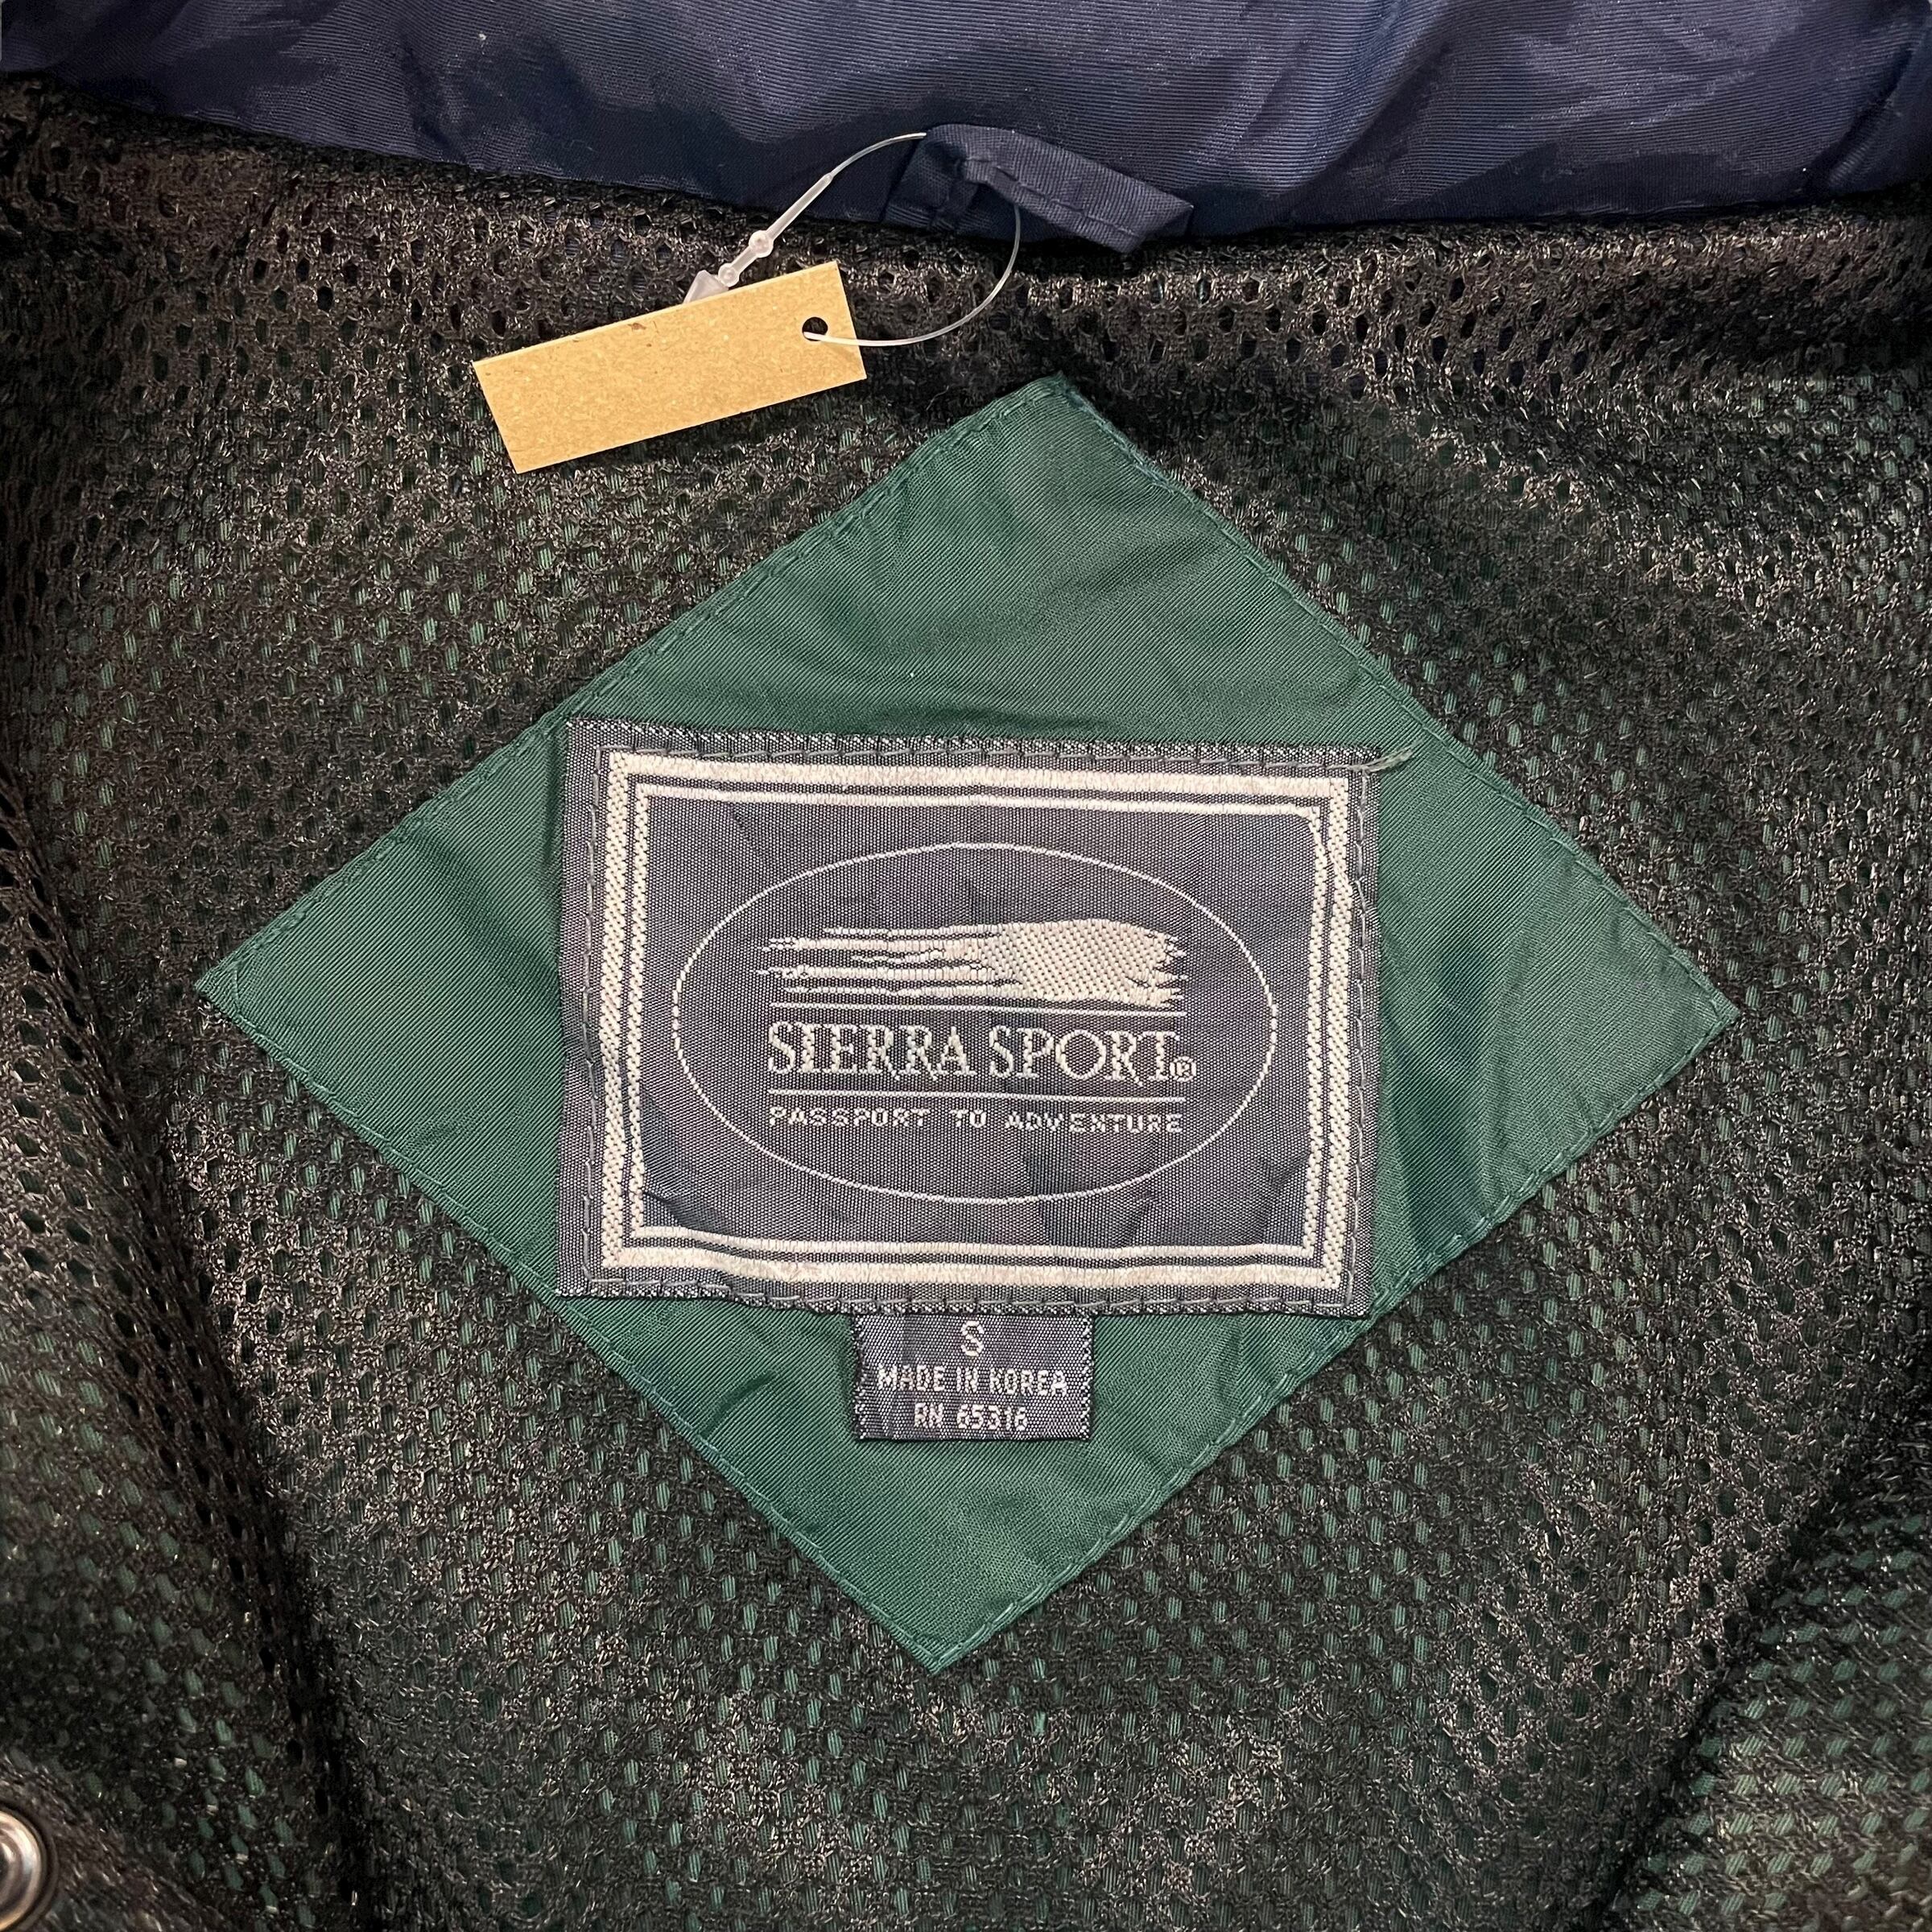 SIERRA SPORT®
PASSPORT TO ADVENTURE
S
MADE IN KOREA
RN 65316